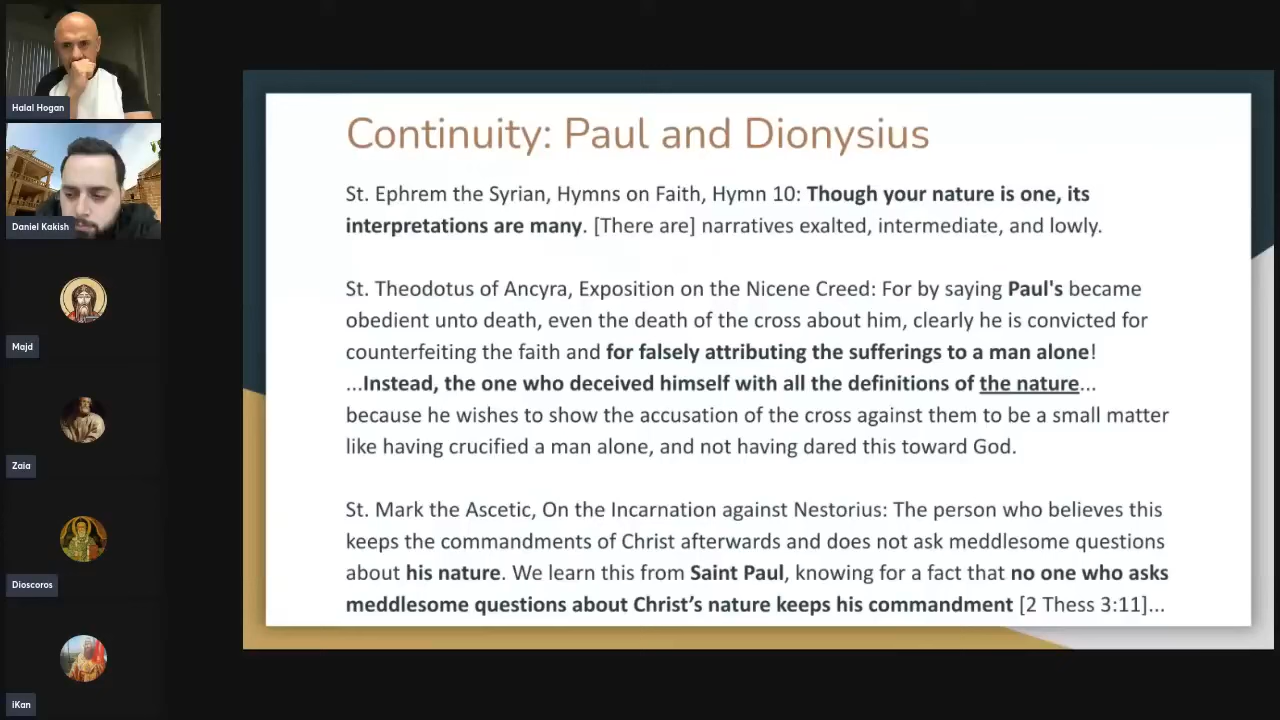 Halal Hogan
Daniel Kakish
Majd
Zaia
Dioscoros
iKan
Continuity: Paul and Dionysius
St. Ephrem the Syrian, Hymns on Faith, Hymn 10: Though your nature is one, its
interpretations are many. [There are] narratives exalted, intermediate, and lowly.
St. Theodotus of Ancyra, Exposition on the Nicene Creed: For by saying Paul's became
obedient unto death, even the death of the cross about him, clearly he is convicted for
counterfeiting the faith and for falsely attributing the sufferings to a man alone!
...Instead, the one who deceived himself with all the definitions of the nature...
because he wishes to show the accusation of the cross against them to be a small matter
like having crucified a man alone, and not having dared this toward God.
St. Mark the Ascetic, On the Incarnation against Nestorius: The person who believes this
keeps the commandments of Christ afterwards and does not ask meddlesome questions
about his nature. We learn this from Saint Paul, knowing for a fact that no one who asks
meddlesome questions about Christ’s nature keeps his commandment [2 Thess 3:11]...